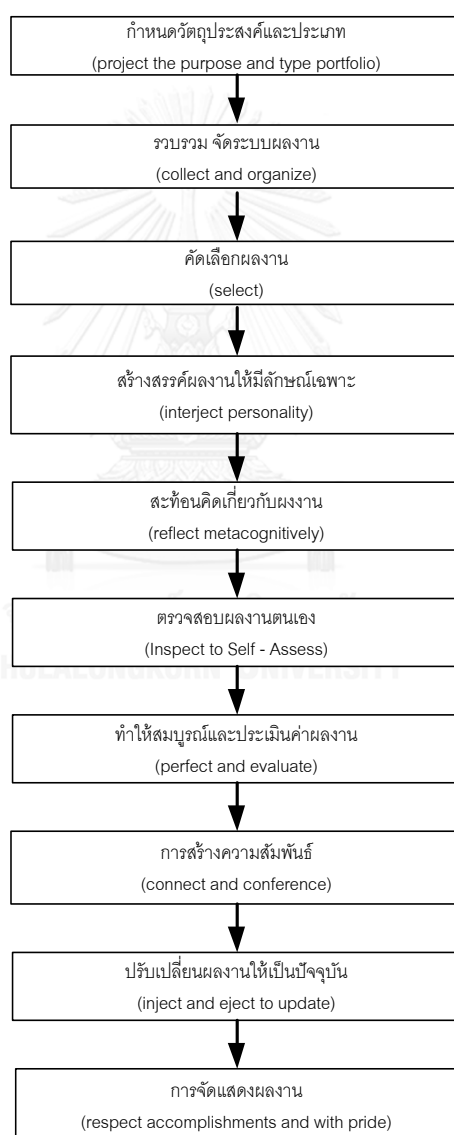 กำหนดวัตถุประสงค์และประเภท
(project the purpose and type portfolio)
รวบรวม จัดระบบผลงาน
(collect and organize)
คัดเลือกผลงาน
(select)
สร้างสรรค์ผลงานให้มีลักษณ์เฉพาะ
(interject personality)
สะท้อนคิดเกี่ยวกับผงงาน
(reflect metacognitively)
ตรวจสอบผลงานตนเอง
(Inspect to Self - Assess)
ทำให้สมบูรณ์และประเมินค่าผลงาน
(perfect and evaluate)
การสร้างความสัมพันธ์
(connect and conference)
ปรับเปลี่ยนผลงานให้เป็นปัจจุบัน
(inject and eject to update)
การจัดแสดงผลงาน
(respect accomplishments and with pride)